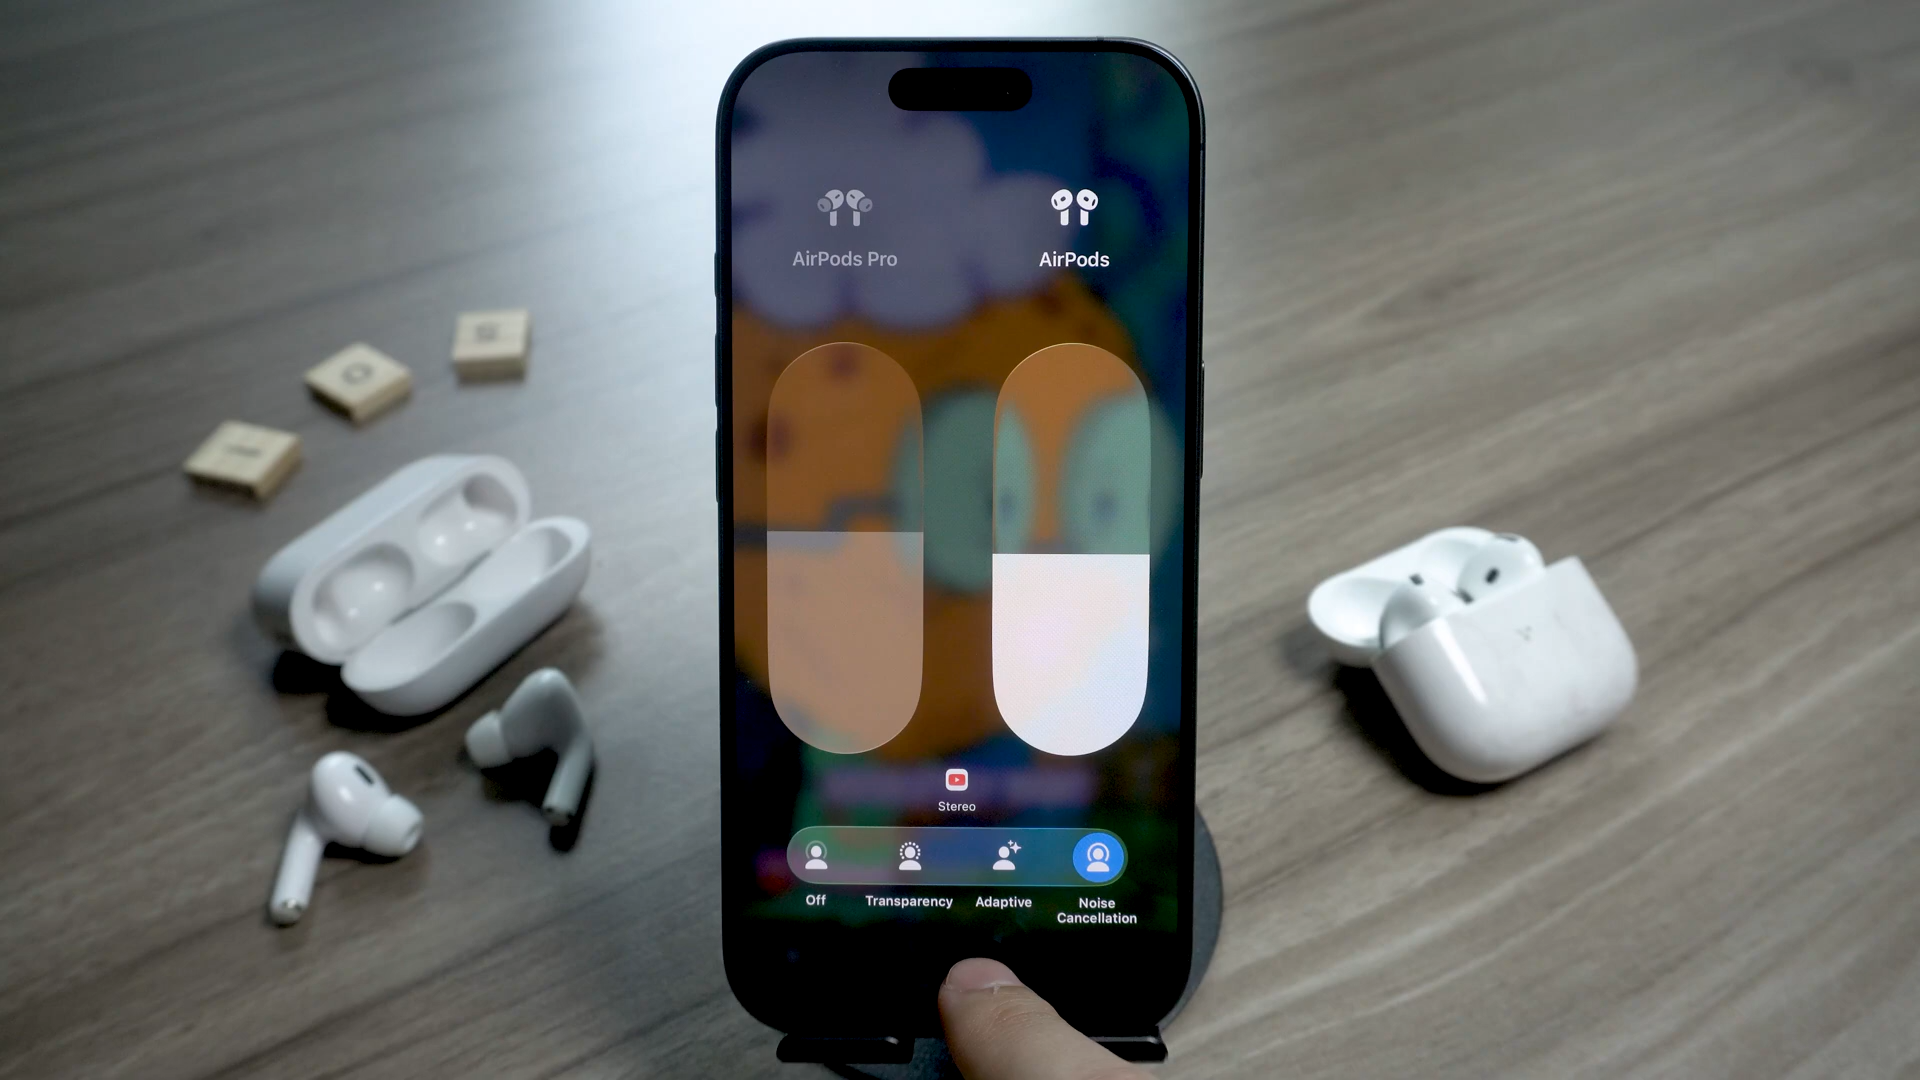 AirPods Pro
AirPods
Stereo
Off
Transparency
Adaptive
Noise
Cancellation
O
S